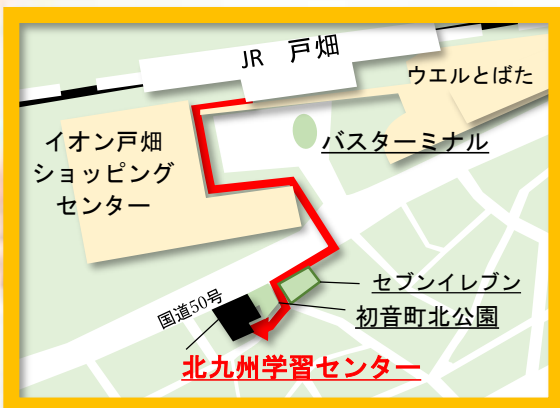 JR 戸畑
ウエルとばた
イオン戸畑
ショッピング
センター
バスターミナル
セブンイレブン
国道50号
初音町北公園
北九州学習センター